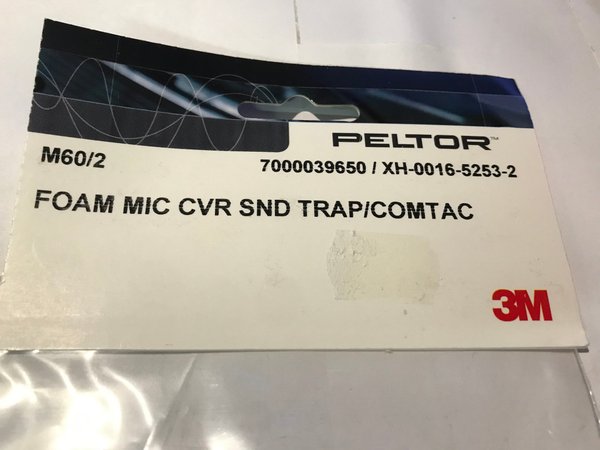 PELTOR™
M60/2 7000039650 / XH-0016-5253-2
FOAM MIC CVR SND TRAP/COMTAC
3M